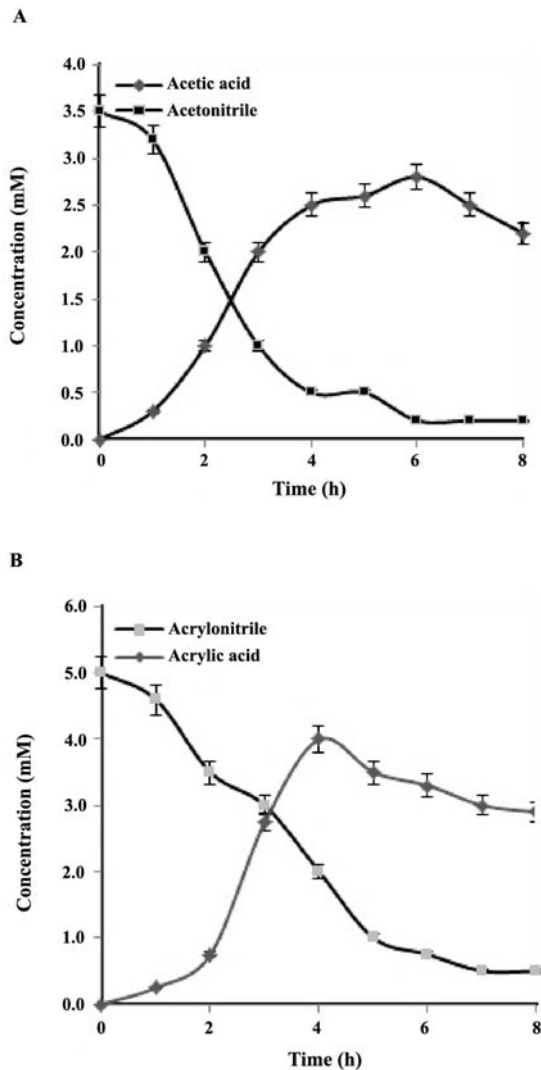 A
4.0
Acetic acid
Acetonitrile
3.5
3.0
2.5
2.0
1.5
1.0
0.5
0.0
Concentration (mM)
0 2 4 6 8
Time (h)
B
6.0
Acrylonitrile
Acrylic acid
5.0
4.0
3.0
2.0
1.0
0.0
Concentration (mM)
0 2 4 6 8
Time (h)